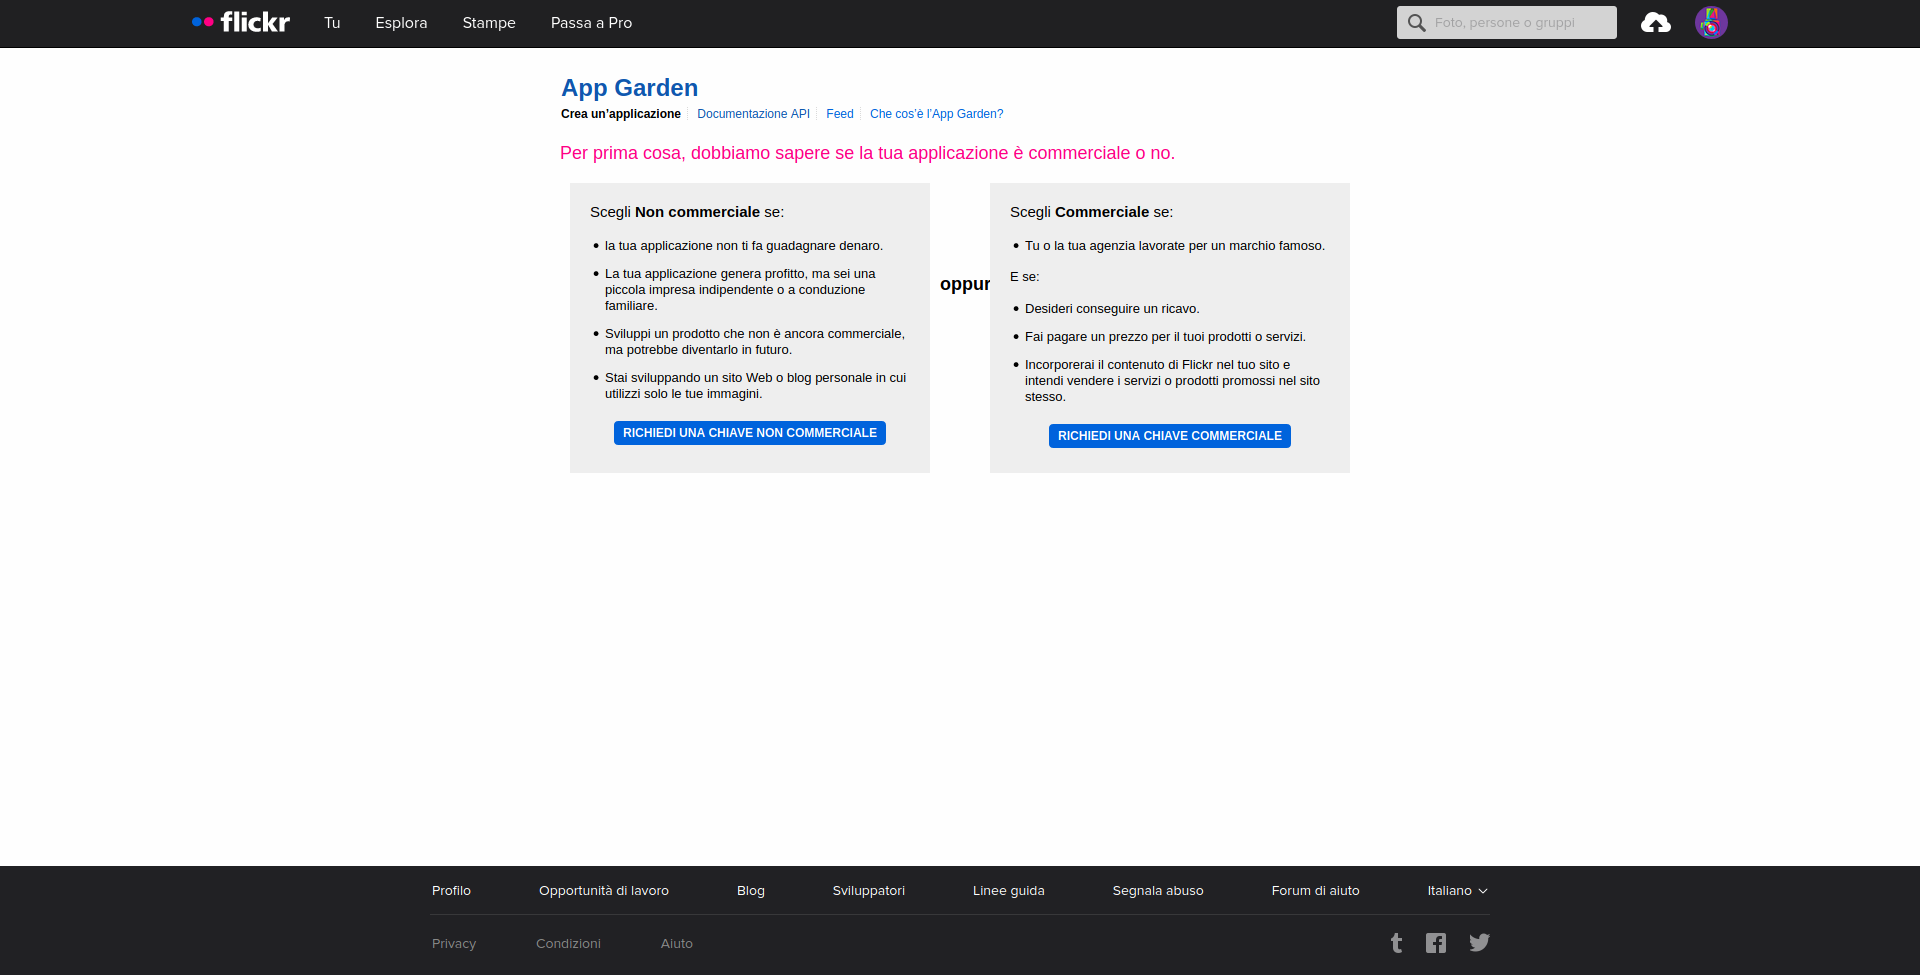 flickr
Tu
Esplora
Stampe
Passa a Pro
Foto, persone o gruppi
App Garden
Crea un'applicazione
Documentazione API
Feed
Che cos'è l'App Garden?
Per prima cosa, dobbiamo sapere se la tua applicazione è commerciale o no.
Scegli Non commerciale se:
la tua applicazione non ti fa guadagnare denaro.
La tua applicazione genera profitto, ma sei una
piccola impresa indipendente o a conduzione
familiare.
Sviluppi un prodotto che non è ancora commerciale,
ma potrebbe diventarlo in futuro.
Stai sviluppando un sito Web o blog personale in cui
utilizzi solo le tue immagini.
RICHIEDI UNA CHIAVE NON COMMERCIALE
oppur
Scegli Commerciale se:
Tu o la tua agenzia lavorate per un marchio famoso.
E se:
Desideri conseguire un ricavo.
Fai pagare un prezzo per il tuoi prodotti o servizi.
Incorporerai il contenuto di Flickr nel tuo sito e
intendi vendere i servizi o prodotti promossi nel sito
stesso.
RICHIEDI UNA CHIAVE COMMERCIALE
Profilo
Opportunità di lavoro
Blog
Sviluppatori
Linee guida
Segnala abuso
Forum di aiuto
Italiano
Privacy
Condizioni
Aiuto